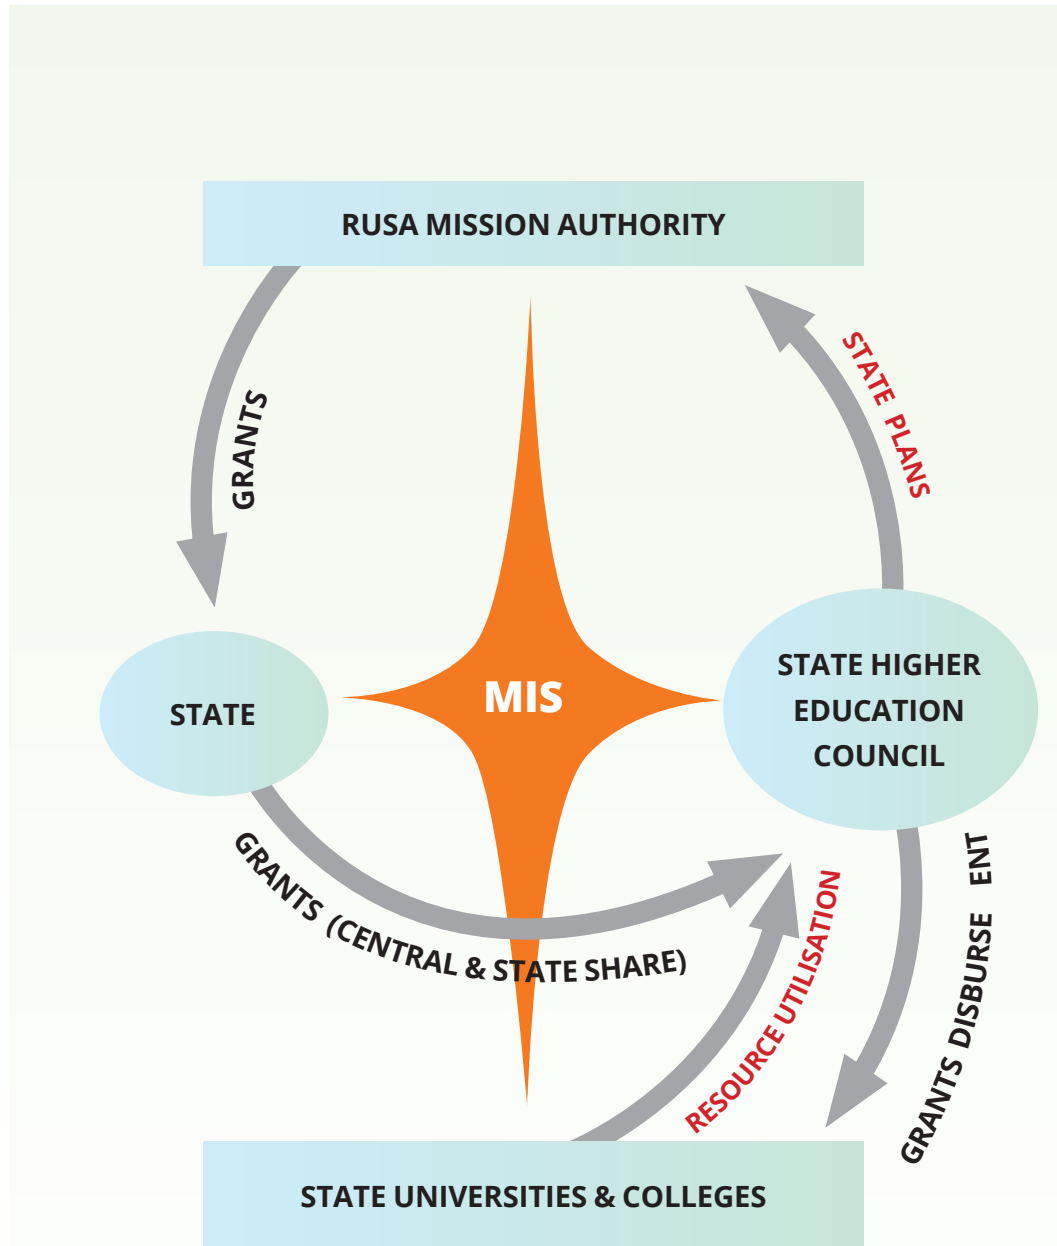 RUSA MISSION AUTHORITY
GRANTS
STATE PLANS
STATE
MIS
STATE HIGHER
EDUCATION
COUNCIL
GRANTS (CENTRAL & STATE SHARE)
RESOURCE UTILISATION
GRANTS DISBURSE ENT
STATE UNIVERSITIES & COLLEGES